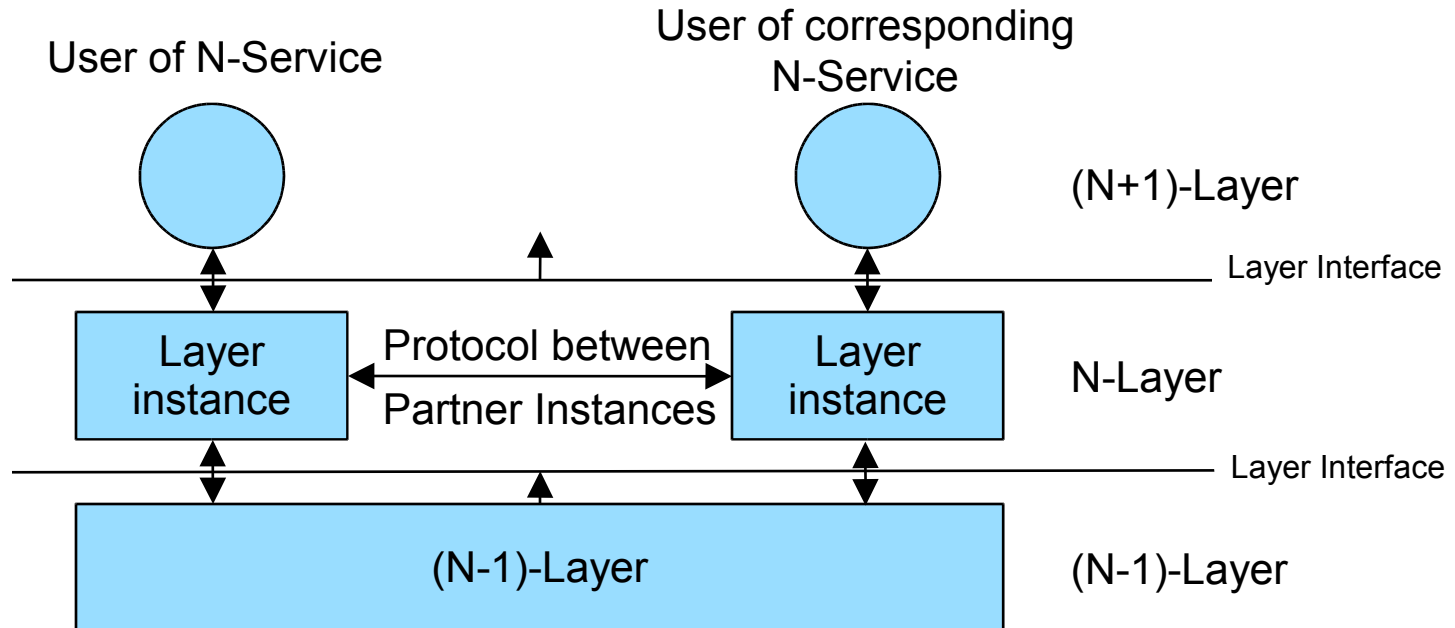 User of N-Service
User of corresponding
N-Service
(N+1)-Layer
Layer Interface
Layer
instance
Protocol between
Partner Instances
Layer
instance
N-Layer
Layer Interface
(N-1)-Layer
(N-1)-Layer